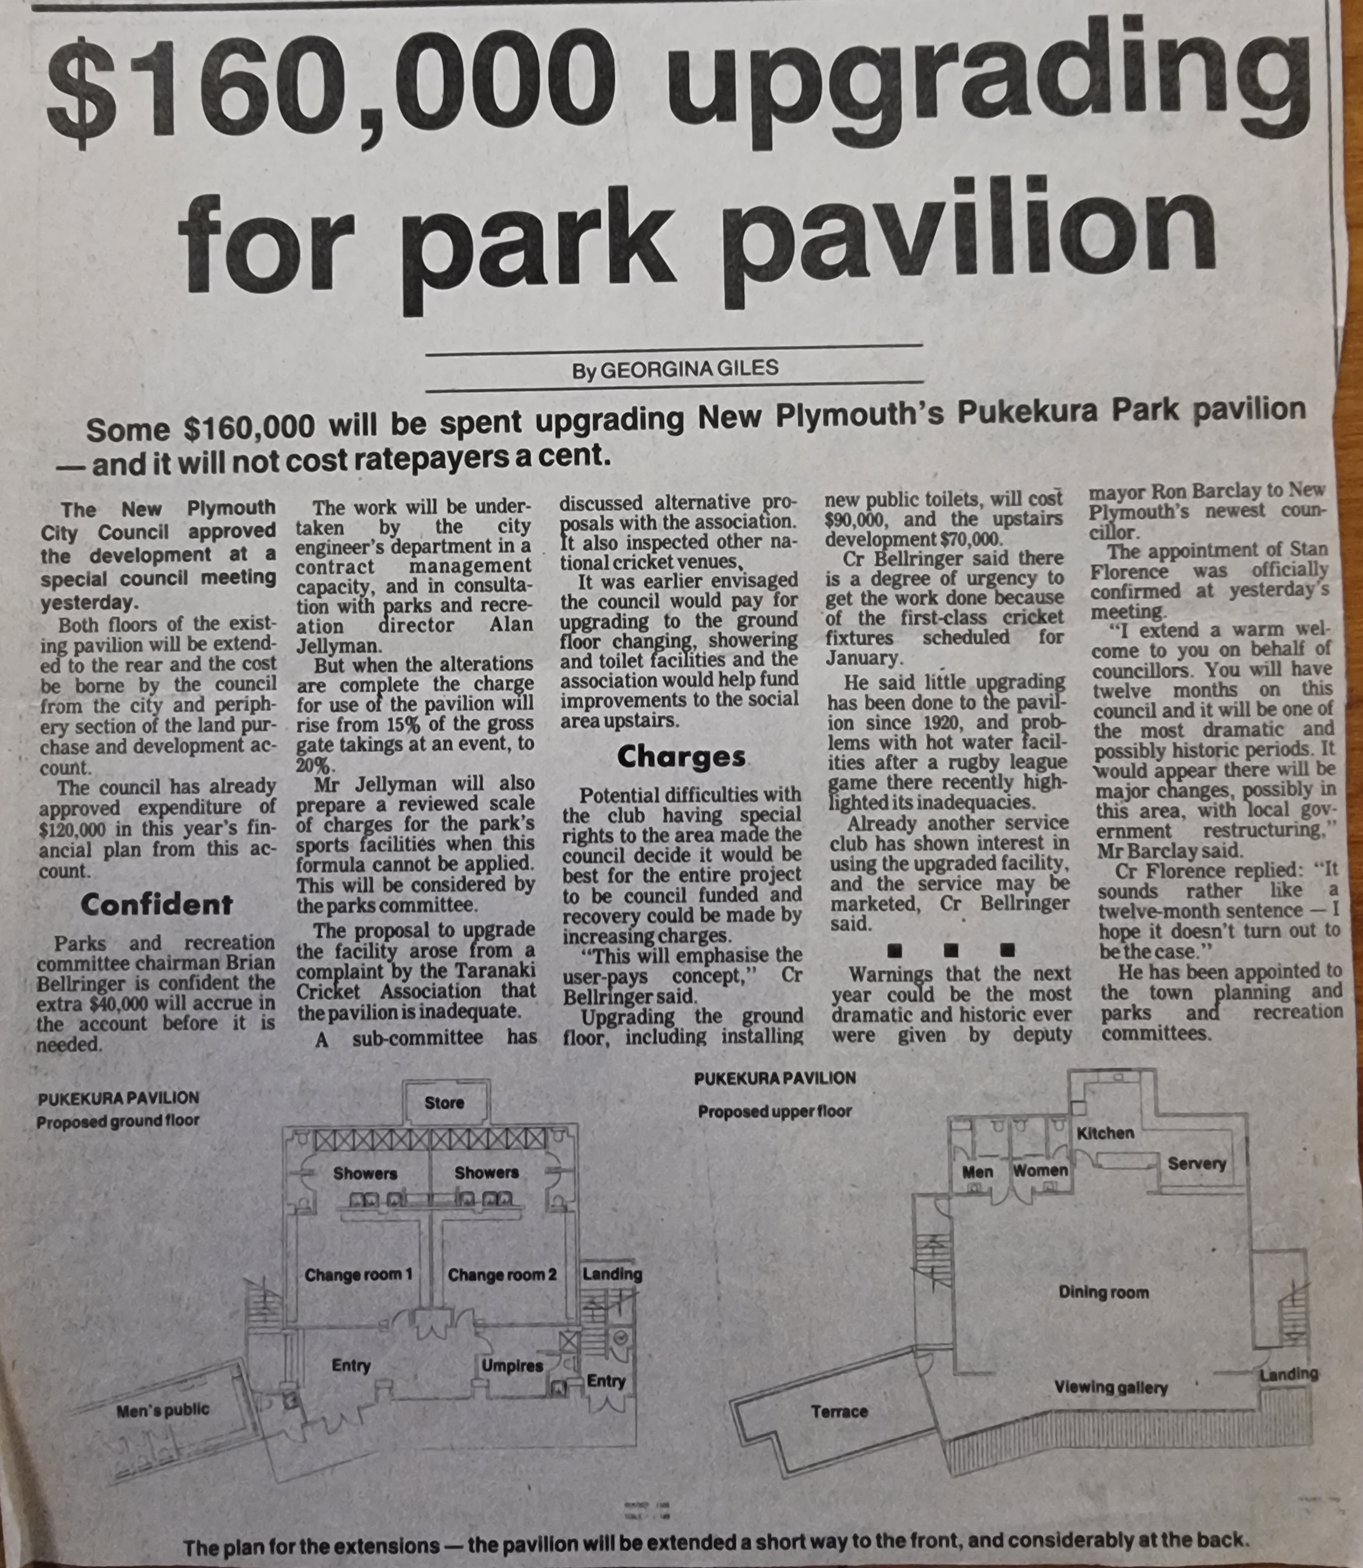 $160,000 upgrading
for park pavilion
By GEORGINA GILES
Some $160,000 will be spent upgrading New Plymouth's Pukekura Park pavilion
— and it will not cost ratepayers a cent.
The New Plymouth
City Council approved
the development at a
special council meeting
yesterday.
Both floors of the exist-
ing pavilion will be extend-
ed to the rear and the cost
be borne by the council
from the city and periph-
ery section of the land pur-
chase and development ac-
count.
The council has already
approved expenditure of
$120,000 in this year's fin-
ancial plan from this ac-
count.
Confident
Parks and recreation
committee chairman Brian
Bellringer is confident the
extra $40,000 will accrue in
the account before it is
needed.
The work will be under-
taken by the city
engineer's department in a
contract management
capacity, and in consulta-
tion with parks and recre-
ation director Alan
Jellyman.
But when the alterations
are complete the charge
for use of the pavilion will
rise from 15% of the gross
gate takings at an event, to
20%.
Mr Jellyman will also
prepare a reviewed scale
of charges for the park's
sports facilities when this
formula cannot be applied.
This will be considered by
the parks committee.
The proposal to upgrade
the facility arose from a
complaint by the Taranaki
Cricket Association that
the pavilion is inadequate.
A sub-committee has
discussed alternative pro-
posals with the association.
It also inspected other na-
tional cricket venues.
It was earlier envisaged
the council would pay for
upgrading to the ground
floor changing, showering
and toilet facilities and the
association would help fund
improvements to the social
area upstairs.
Charges
Potential difficulties with
the club having special
rights to the area made the
council decide it would be
best for the entire project
to be council funded and
recovery could be made by
increasing charges.
"This will emphasise the
user-pays concept," Cr
Bellringer said.
Upgrading the ground
floor, including installing
new public toilets, will cost
$90,000, and the upstairs
development $70,000.
Cr Bellringer said there
is a degree of urgency to
get the work done because
of the first-class cricket
fixtures scheduled for
January.
He said little upgrading
has been done to the pavil-
ion since 1920, and prob-
lems with hot water facil-
ities after a rugby league
game there recently high-
lighted its inadequacies.
Already another service
club has shown interest in
using the upgraded facility,
and the service may be
marketed, Cr Bellringer
said.
■ ■ ■
Warnings that the next
year could be the most
dramatic and historic ever
were given by deputy
mayor Ron Barclay to New
Plymouth's newest coun-
cillor.
The appointment of Stan
Florence was officially
confirmed at yesterday's
meeting.
"I extend a warm wel-
come to you on behalf of
councillors. You will have
twelve months on this
council and it will be one of
the most dramatic and
possibly historic periods. It
would appear there will be
major changes, possibly in
this area, with local gov-
ernment restructuring,"
Mr Barclay said.
Cr Florence replied: "It
sounds rather like a
twelve-month sentence — I
hope it doesn't turn out to
be the case."
He has been appointed to
the town planning and
parks and recreation
committees.
PUKEKURA PAVILION
Proposed ground floor
Store
Showers
Showers
Change room 1
Change room 2
Landing
Entry
Umpires
Entry
Men's public
PUKEKURA PAVILION
Proposed upper floor
Kitchen
Men
Women
Servery
Dining room
Landing
Viewing gallery
Terrace
The plan for the extensions — the pavilion will be extended a short way to the front, and considerably at the back.